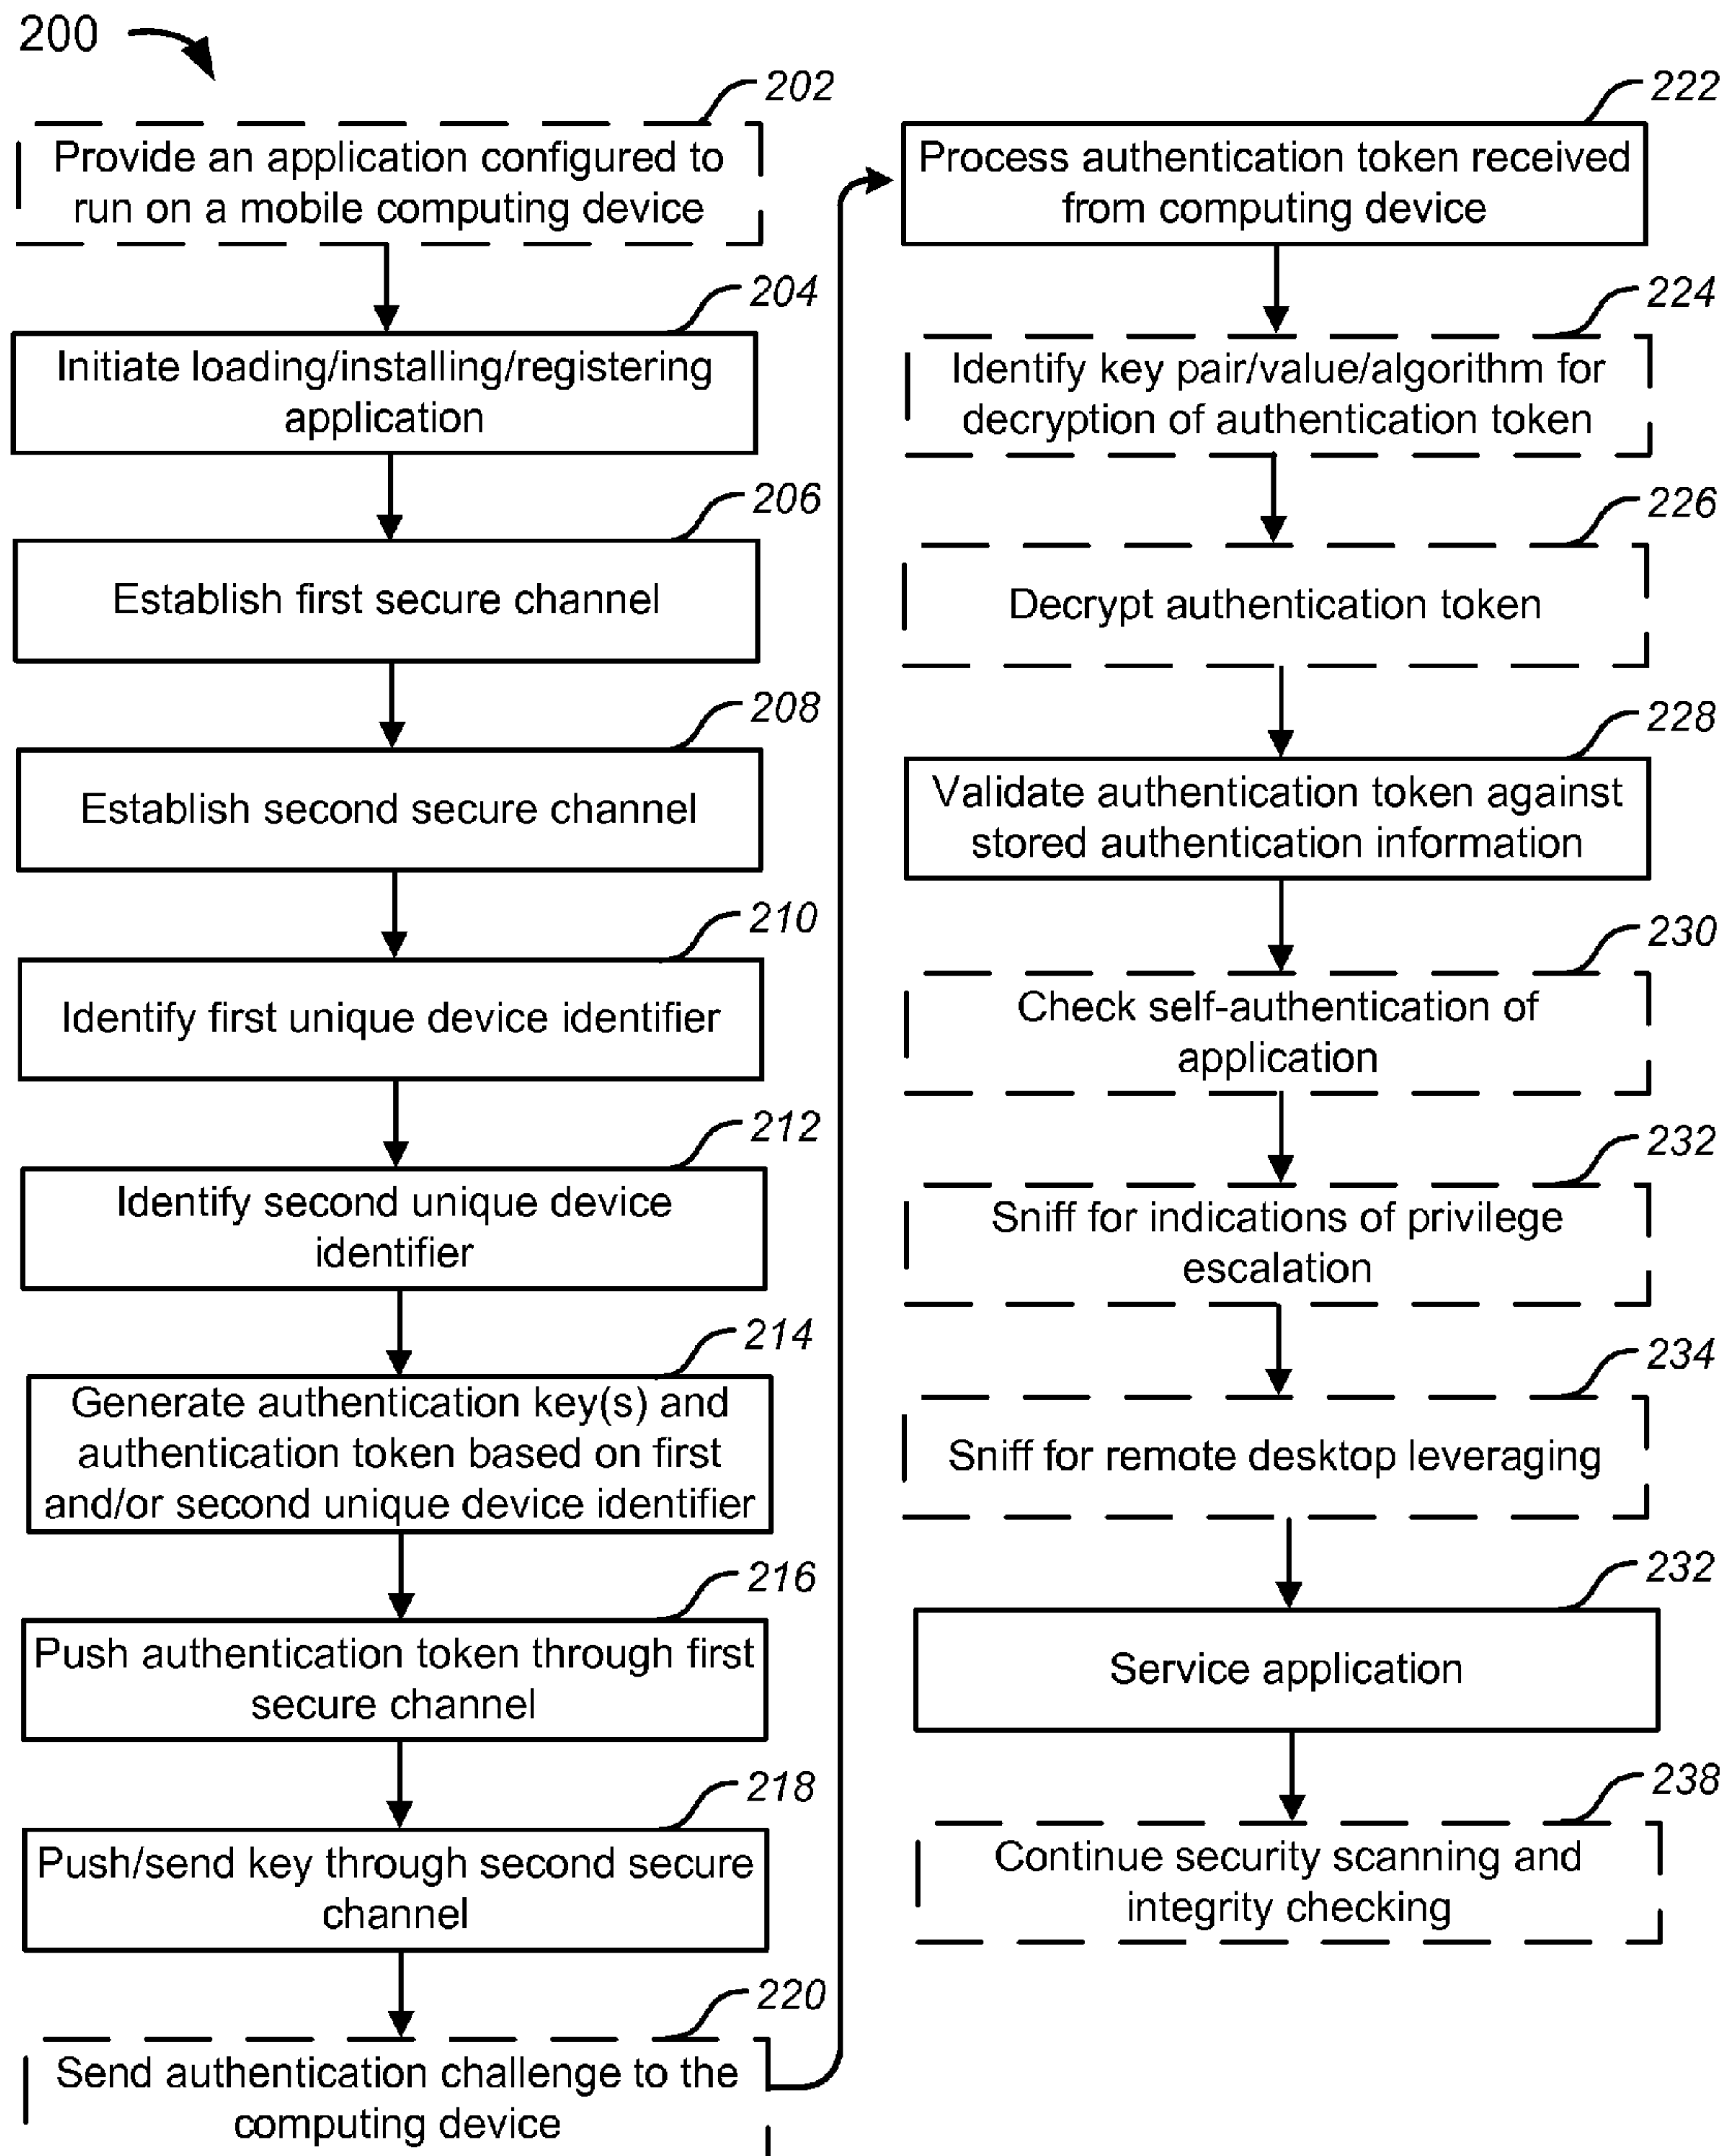 200
202
Provide an application configured to
run on a mobile computing device
204
Initiate loading/installing/registering
application
206
Establish first secure channel
208
Establish second secure channel
210
Identify first unique device identifier
212
Identify second unique device
identifier
214
Generate authentication key(s) and
authentication token based on first
and/or second unique device identifier
216
Push authentication token through first
secure channel
218
Push/send key through second secure
channel
220
Send authentication challenge to the
computing device
222
Process authentication token received
from computing device
224
Identify key pair/value/algorithm for
decryption of authentication token
226
Decrypt authentication token
228
Validate authentication token against
stored authentication information
230
Check self-authentication of
application
232
Sniff for indications of privilege
escalation
234
Sniff for remote desktop leveraging
232
Service application
238
Continue security scanning and
integrity checking